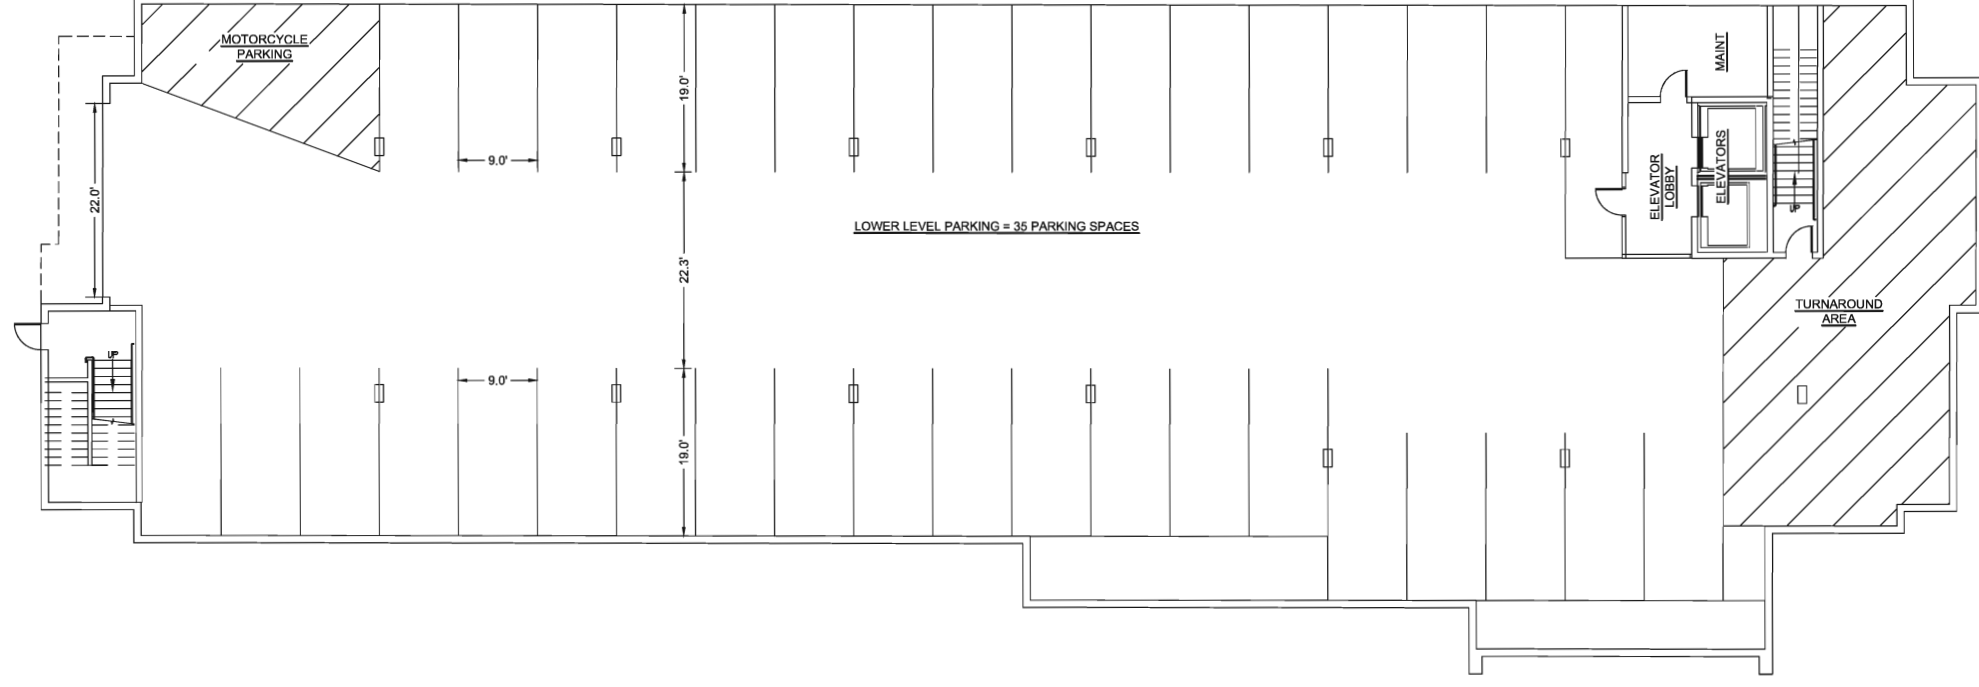 MOTORCYCLE
PARKING
19.0'
MAINT
9.0'
ELEVATORS
ELEVATOR
LOBBY
22.0'
UP
LOWER LEVEL PARKING = 35 PARKING SPACES
22.3'
TURNAROUND
AREA
UP
9.0'
19.0'